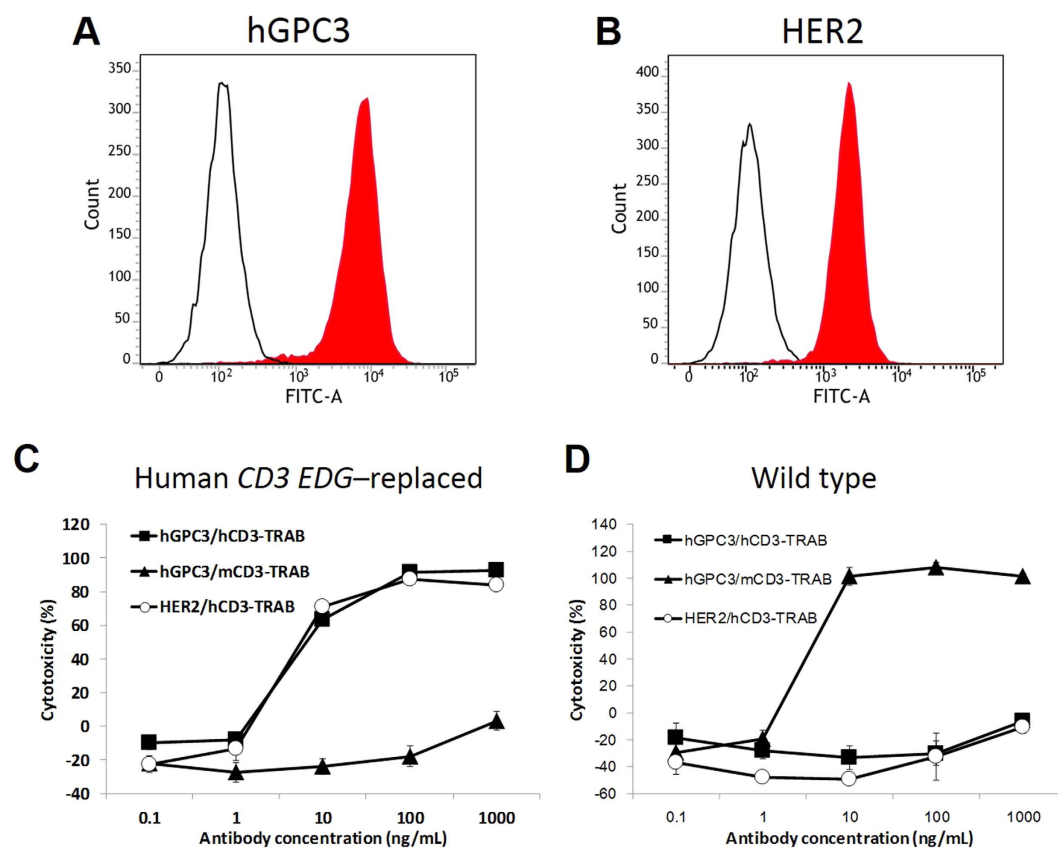 A
hGPC3
350
300
250
200
150
100
50
0
Count
0 10² 10³ 10⁴ 10⁵
FITC-A
B
HER2
400
350
300
250
200
150
100
50
0
Count
0 10² 10³ 10⁴ 10⁵
FITC-A
C
Human CD3 EDG–replaced
120
100
80
60
40
20
0
-20
-40
Cytotoxicity (%)
hGPC3/hCD3-TRAB
hGPC3/mCD3-TRAB
HER2/hCD3-TRAB
0.1 1 10 100 1000
Antibody concentration (ng/mL)
D
Wild type
140
120
100
80
60
40
20
0
-20
-40
-60
Cytotoxicity (%)
hGPC3/hCD3-TRAB
hGPC3/mCD3-TRAB
HER2/hCD3-TRAB
0.1 1 10 100 1000
Antibody concentration (ng/mL)